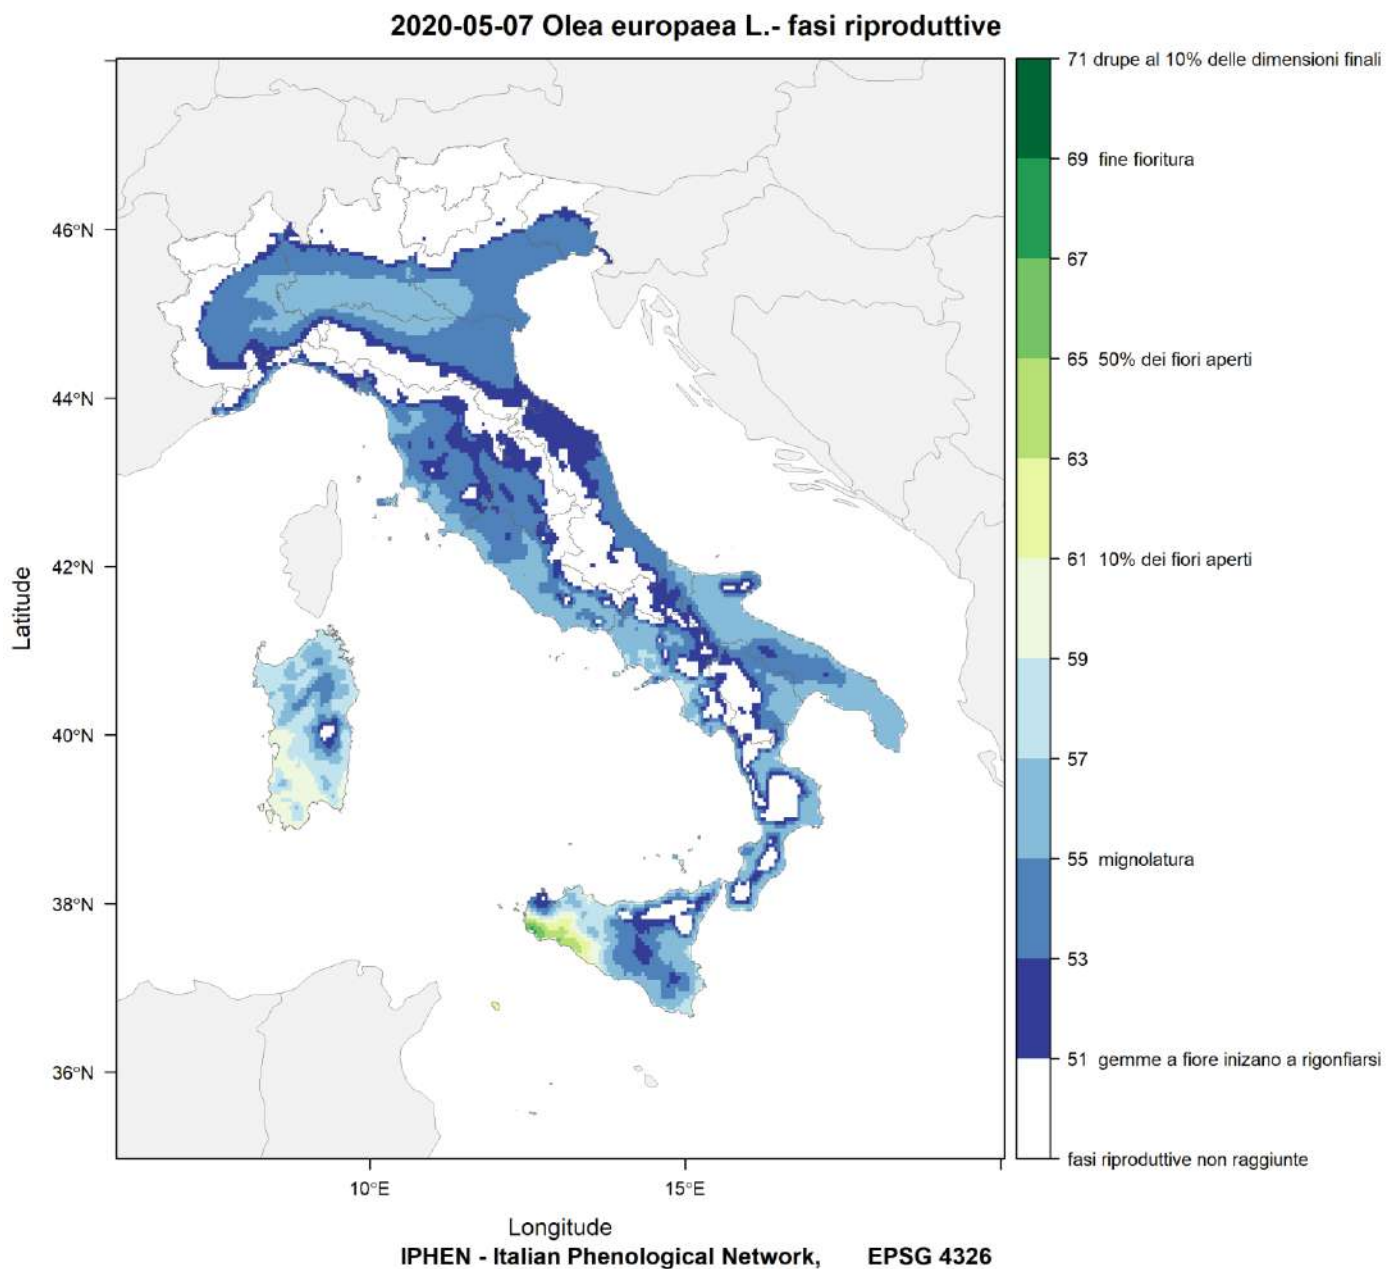 2020-05-07 Olea europaea L.- fasi riproduttive
71 drupe al 10% delle dimensioni finali
69 fine fioritura
67
65 50% dei fiori aperti
63
61 10% dei fiori aperti
59
57
55 mignolatura
53
51 gemme a fiore inizano a rigonfiarsi
fasi riproduttive non raggiunte
46°N
44°N
42°N
40°N
38°N
36°N
Latitude
10°E
15°E
Longitude
IPHEN - Italian Phenological Network, EPSG 4326